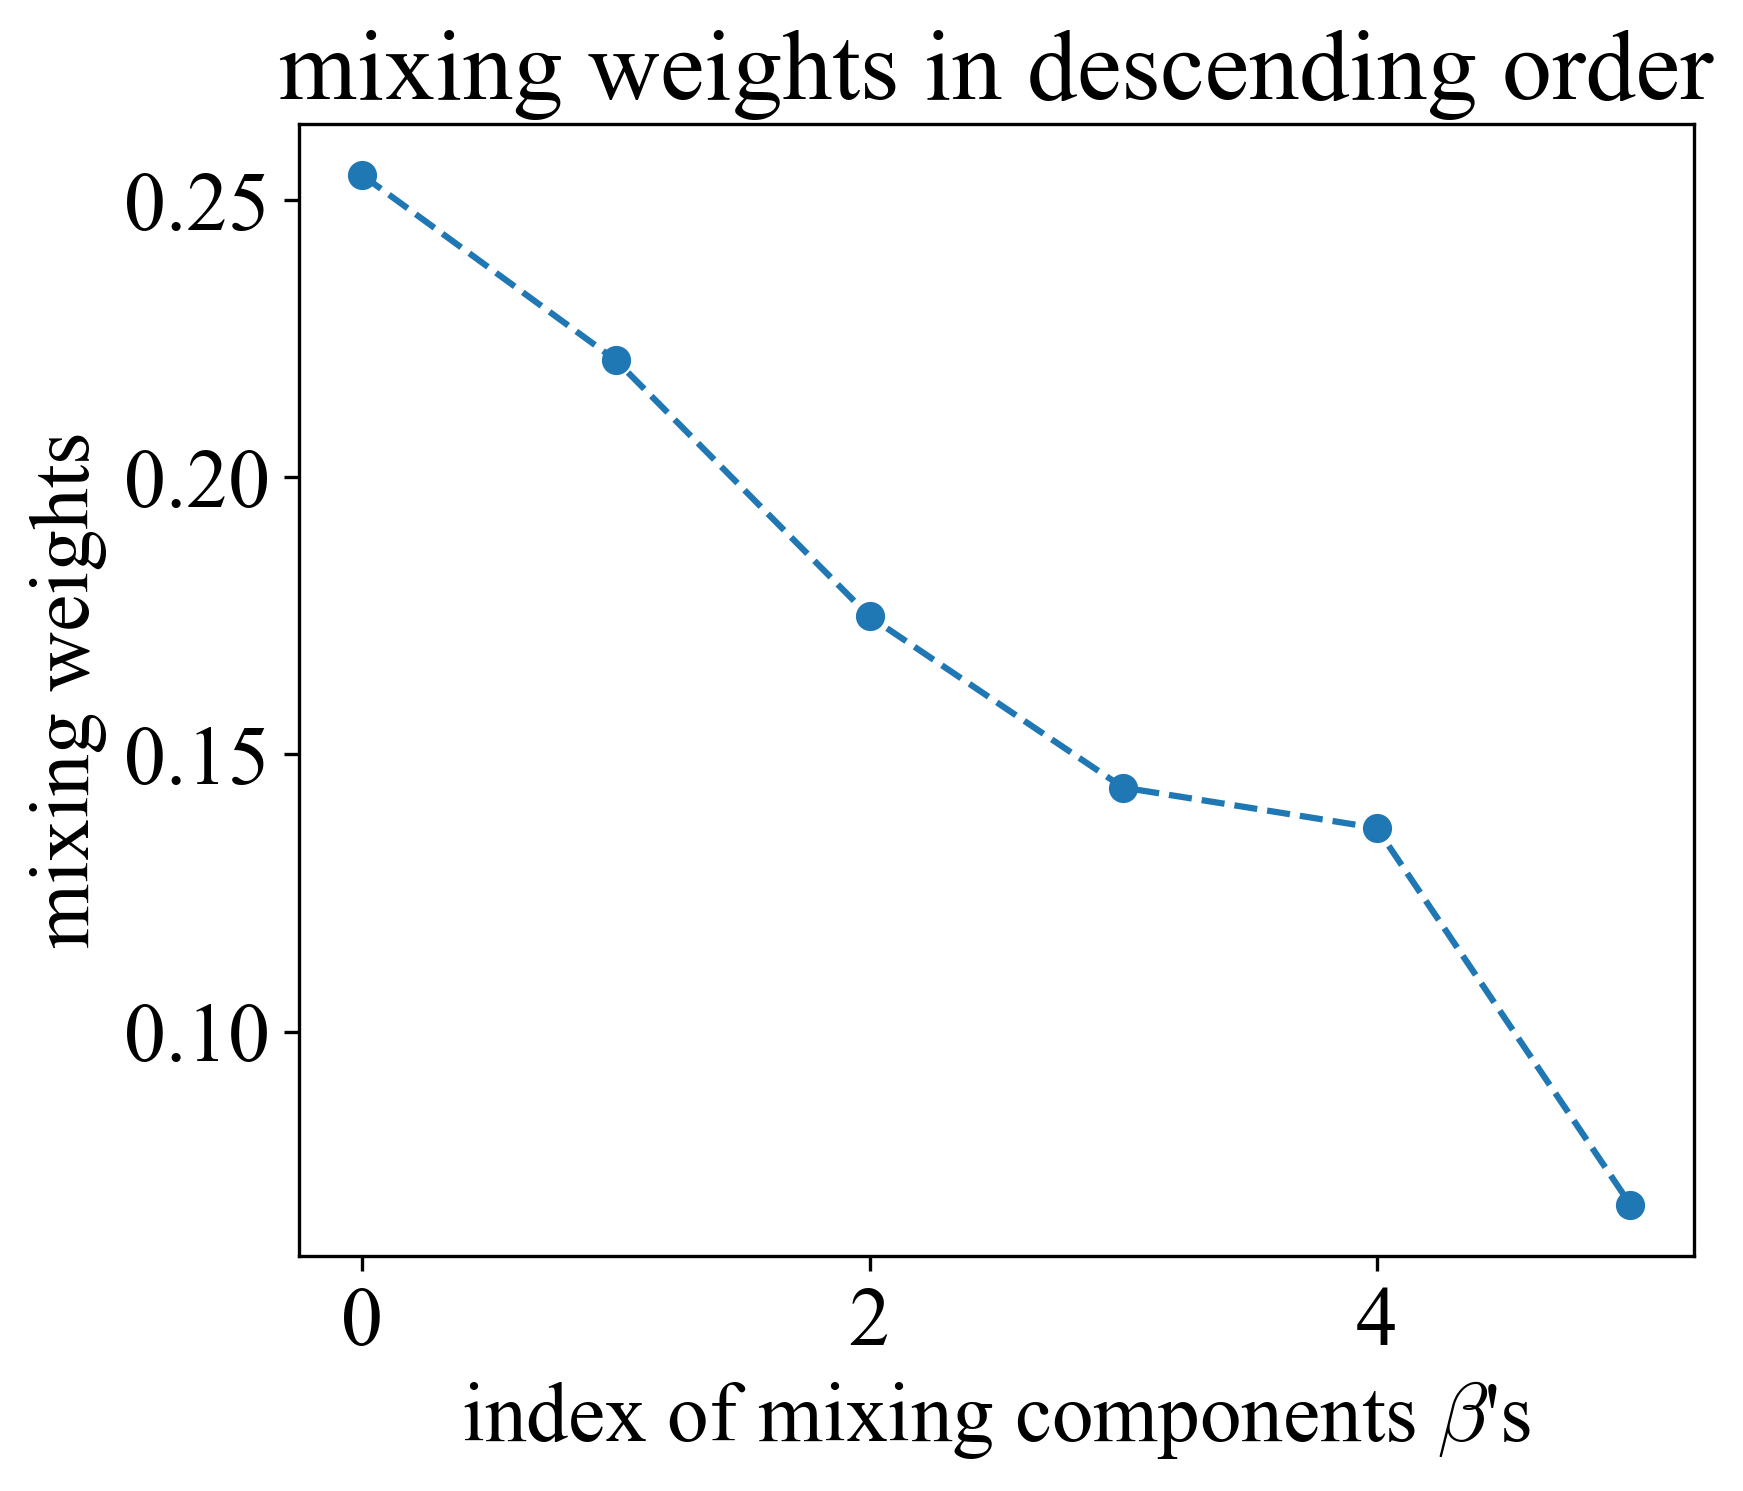 mixing weights in descending order
mixing weights
0.25
0.20
0.15
0.10
0 2 4
index of mixing components β's